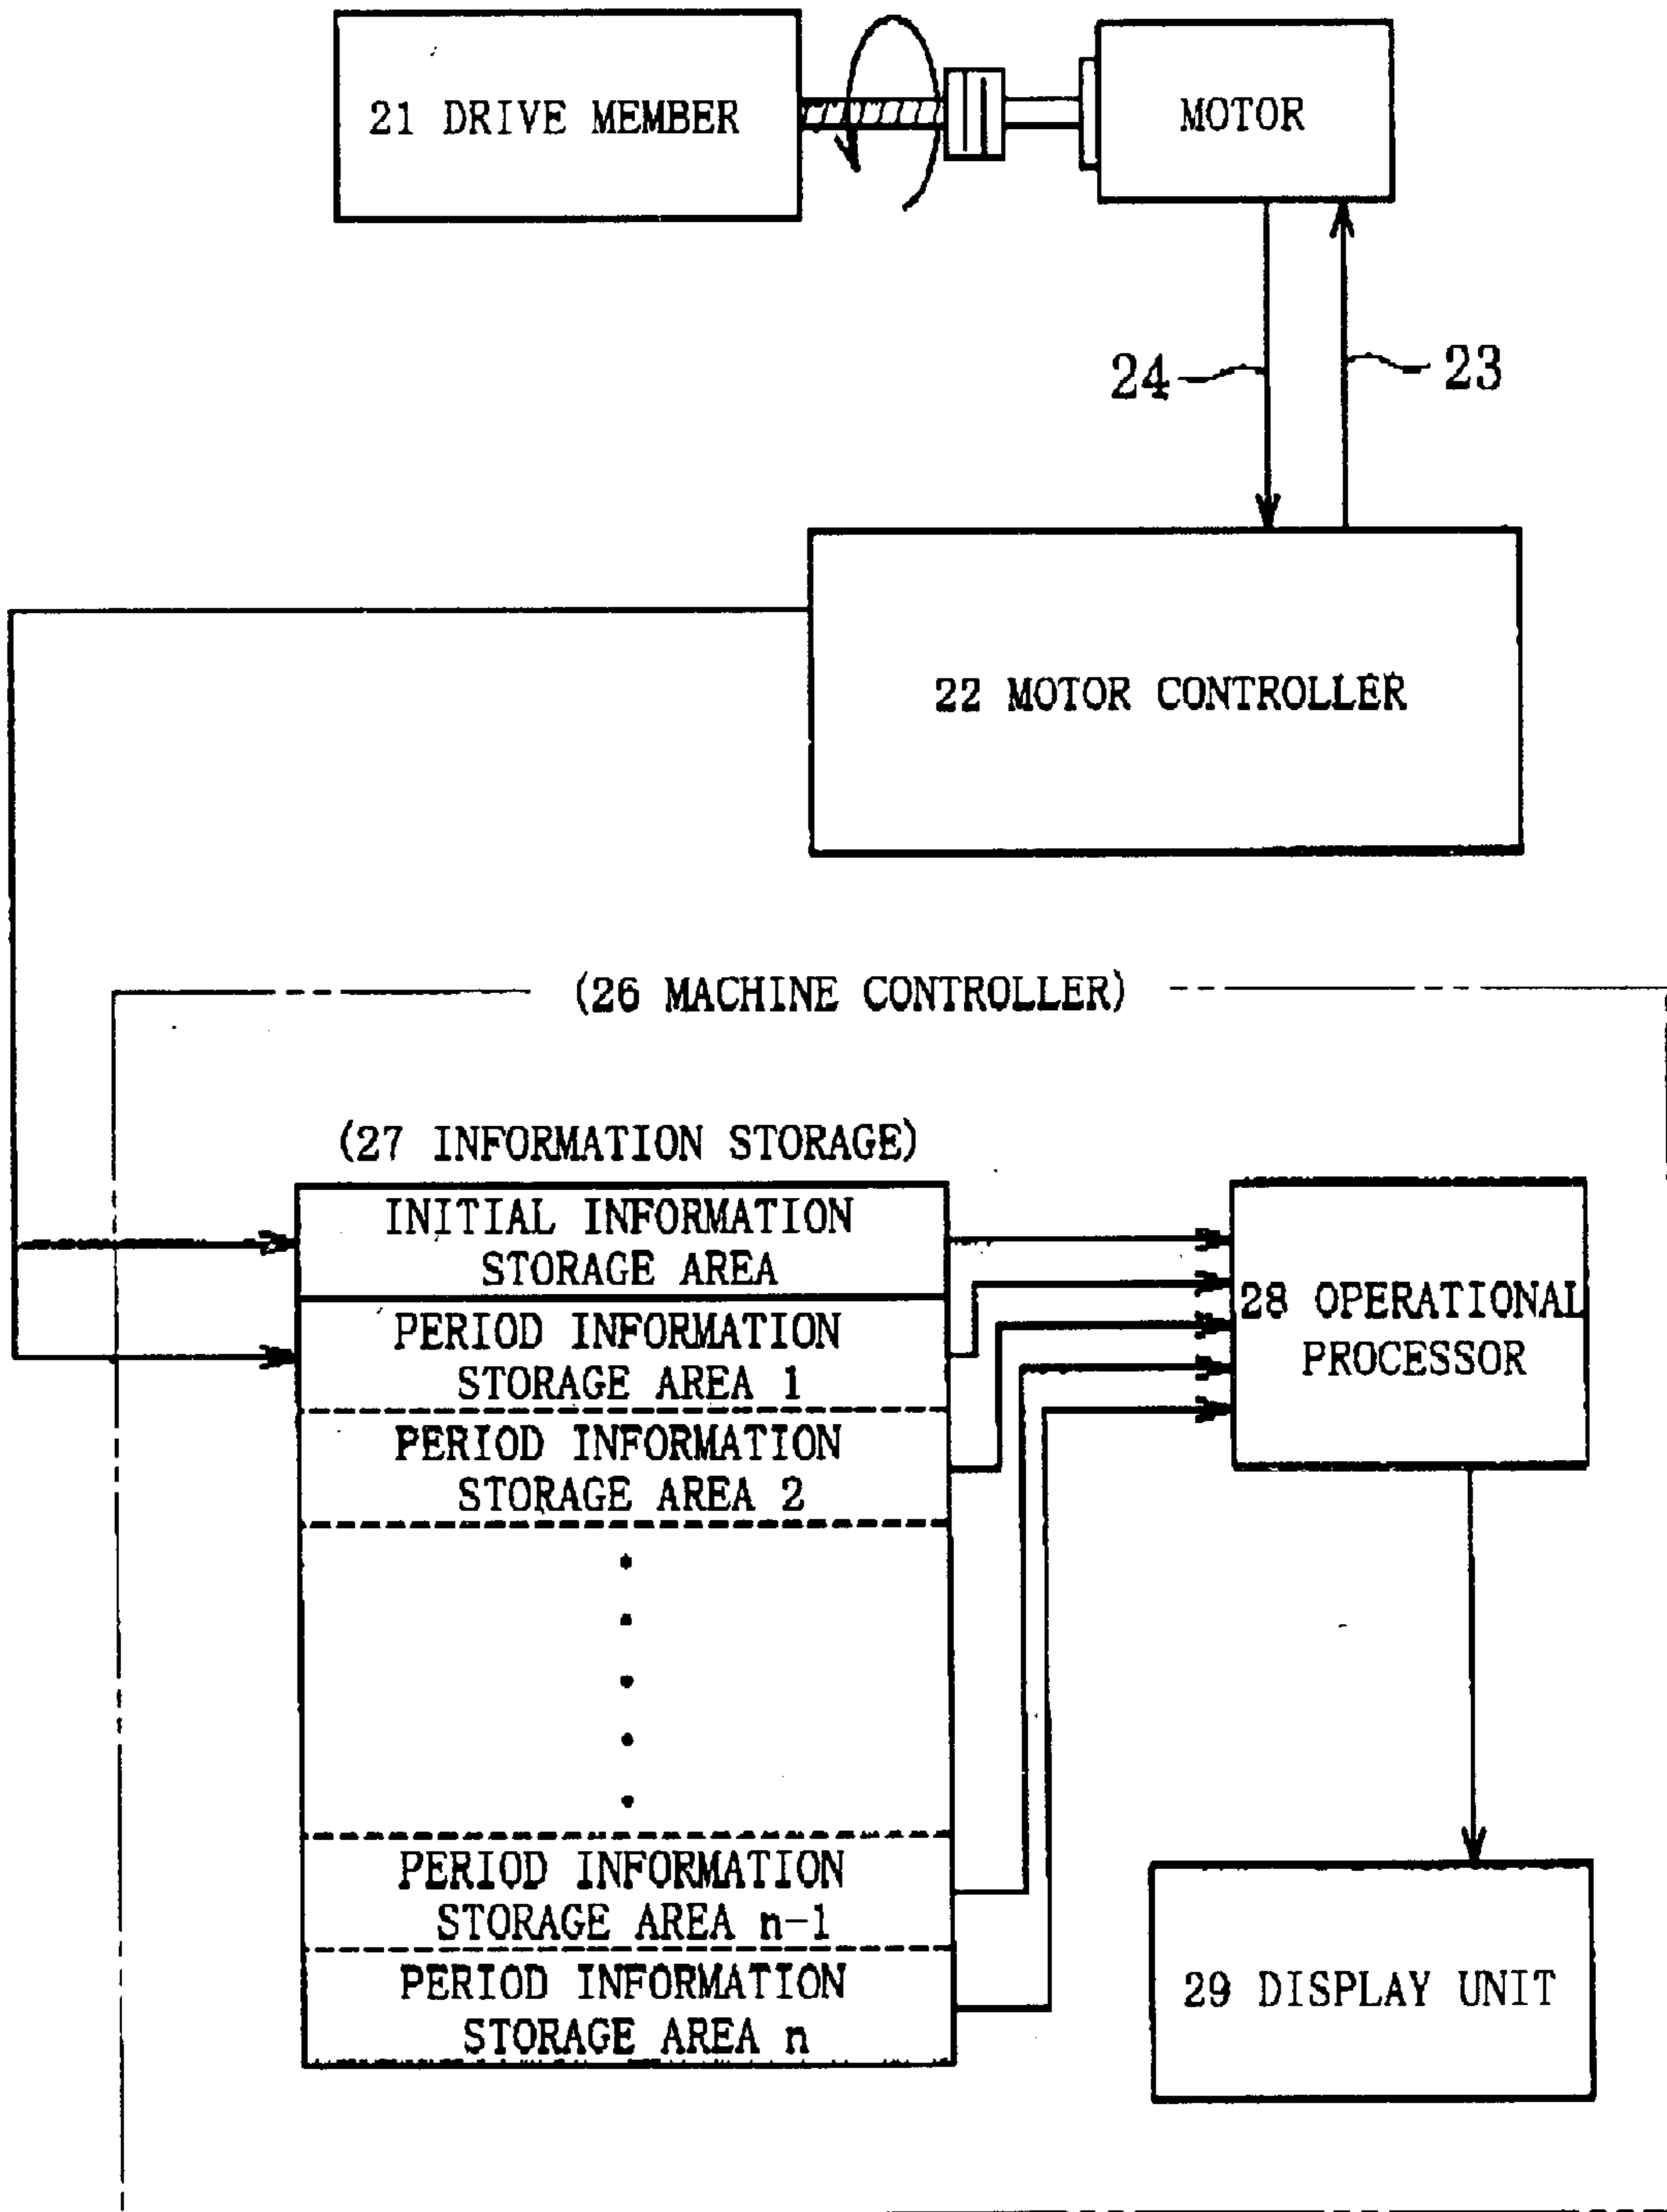 21 DRIVE MEMBER
MOTOR
24
23
22 MOTOR CONTROLLER
(26 MACHINE CONTROLLER)
(27 INFORMATION STORAGE)
INITIAL INFORMATION
STORAGE AREA
PERIOD INFORMATION
STORAGE AREA 1
PERIOD INFORMATION
STORAGE AREA 2
PERIOD INFORMATION
STORAGE AREA n-1
PERIOD INFORMATION
STORAGE AREA n
28 OPERATIONAL
PROCESSOR
29 DISPLAY UNIT